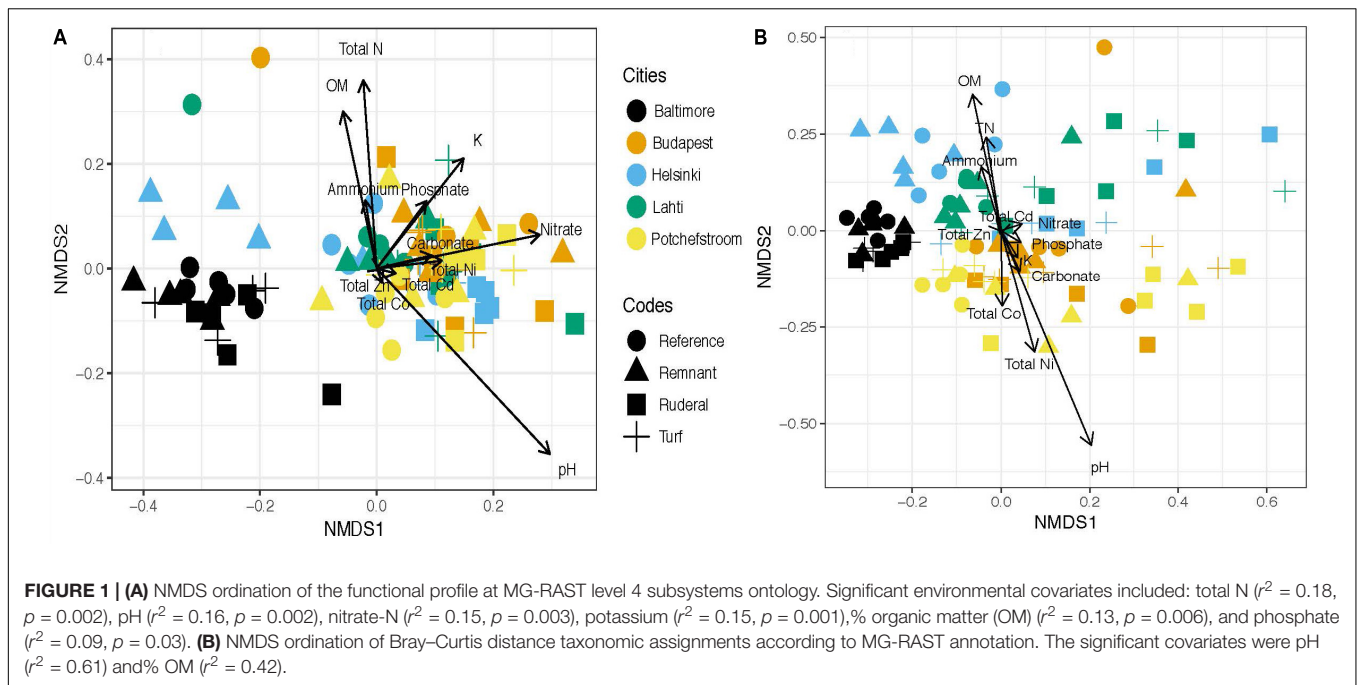 A
Total N
OM
K
Ammonium
Phosphate
Nitrate
Carbonate
Total Ni
Total Zn
Total Cd
Total Co
pH
0.4
0.2
0.0
−0.2
−0.4
NMDS2
−0.4
−0.2
0.0
0.2
NMDS1
Cities
Baltimore
Budapest
Helsinki
Lahti
Potchefstroom
Codes
Reference
Remnant
Ruderal
Turf
B
OM
N
Ammonium
Total Cd
Nitrate
Total Zn
Phosphate
K
Carbonate
Total Co
Total Ni
pH
0.50
0.25
0.00
−0.25
−0.50
NMDS2
−0.2
0.0
0.2
0.4
0.6
NMDS1
FIGURE 1 | (A) NMDS ordination of the functional profile at MG-RAST level 4 subsystems ontology. Significant environmental covariates included: total N (r² = 0.18,
p = 0.002), pH (r² = 0.16, p = 0.002), nitrate-N (r² = 0.15, p = 0.003), potassium (r² = 0.15, p = 0.001),% organic matter (OM) (r² = 0.13, p = 0.006), and phosphate
(r² = 0.09, p = 0.03). (B) NMDS ordination of Bray–Curtis distance taxonomic assignments according to MG-RAST annotation. The significant covariates were pH
(r² = 0.61) and% OM (r² = 0.42).